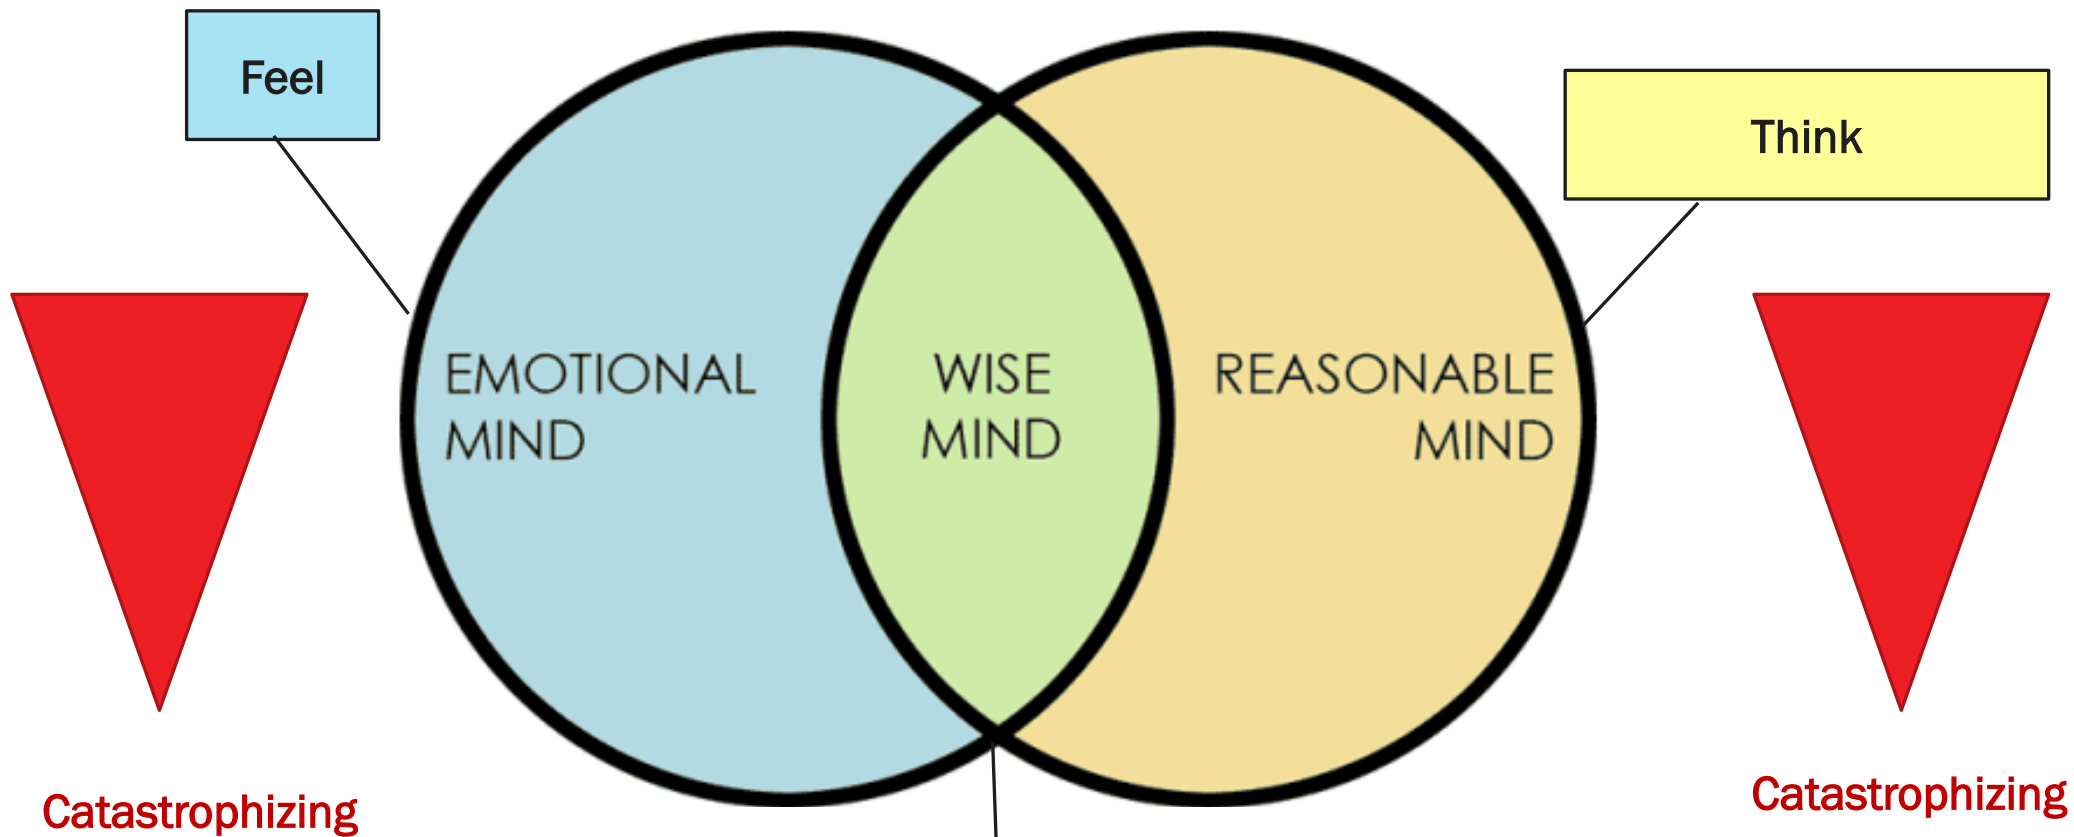 Feel
Think
EMOTIONAL
MIND
WISE
MIND
REASONABLE
MIND
Catastrophizing
Catastrophizing